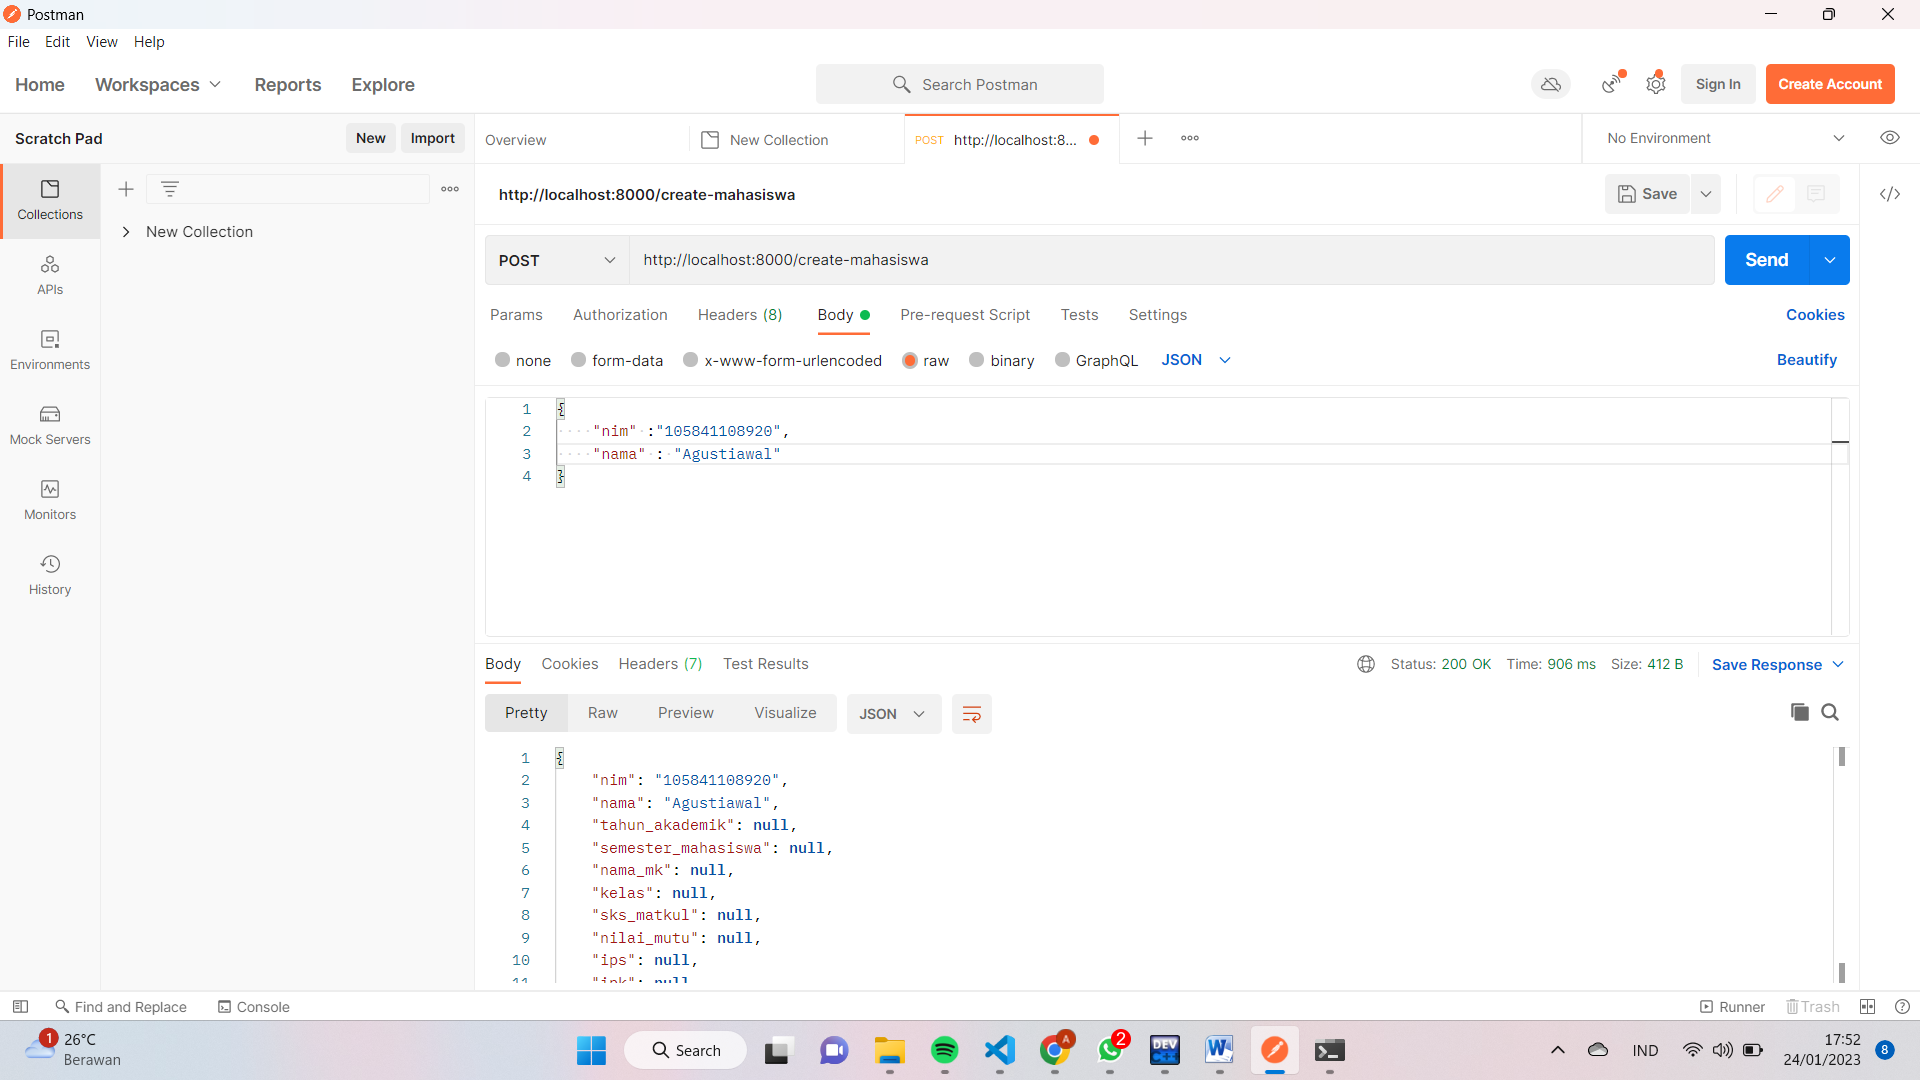 Postman
File Edit View Help
Home Workspaces Reports Explore Search Postman Sign In Create Account
Scratch Pad New Import Overview New Collection POST http://localhost:8... No Environment
Collections
New Collection
APIs
Environments
Mock Servers
Monitors
History
http://localhost:8000/create-mahasiswa Save
POST http://localhost:8000/create-mahasiswa Send
Params Authorization Headers (8) Body Pre-request Script Tests Settings Cookies
none form-data x-www-form-urlencoded raw binary GraphQL JSON Beautify
1 {
2 "nim" :"105841108920",
3 "nama" : "Agustiawal"
4 }
Body Cookies Headers (7) Test Results Status: 200 OK Time: 906 ms Size: 412 B Save Response
Pretty Raw Preview Visualize JSON
1 {
2 "nim": "105841108920",
3 "nama": "Agustiawal",
4 "tahun_akademik": null,
5 "semester_mahasiswa": null,
6 "nama_mk": null,
7 "kelas": null,
8 "sks_matkul": null,
9 "nilai_mutu": null,
10 "ips": null,
11 "ipk": null
Find and Replace Console Runner Trash
1 26°C
Berawan
Search
A
2
DEV
C++
W
IND
17:52
24/01/2023
8